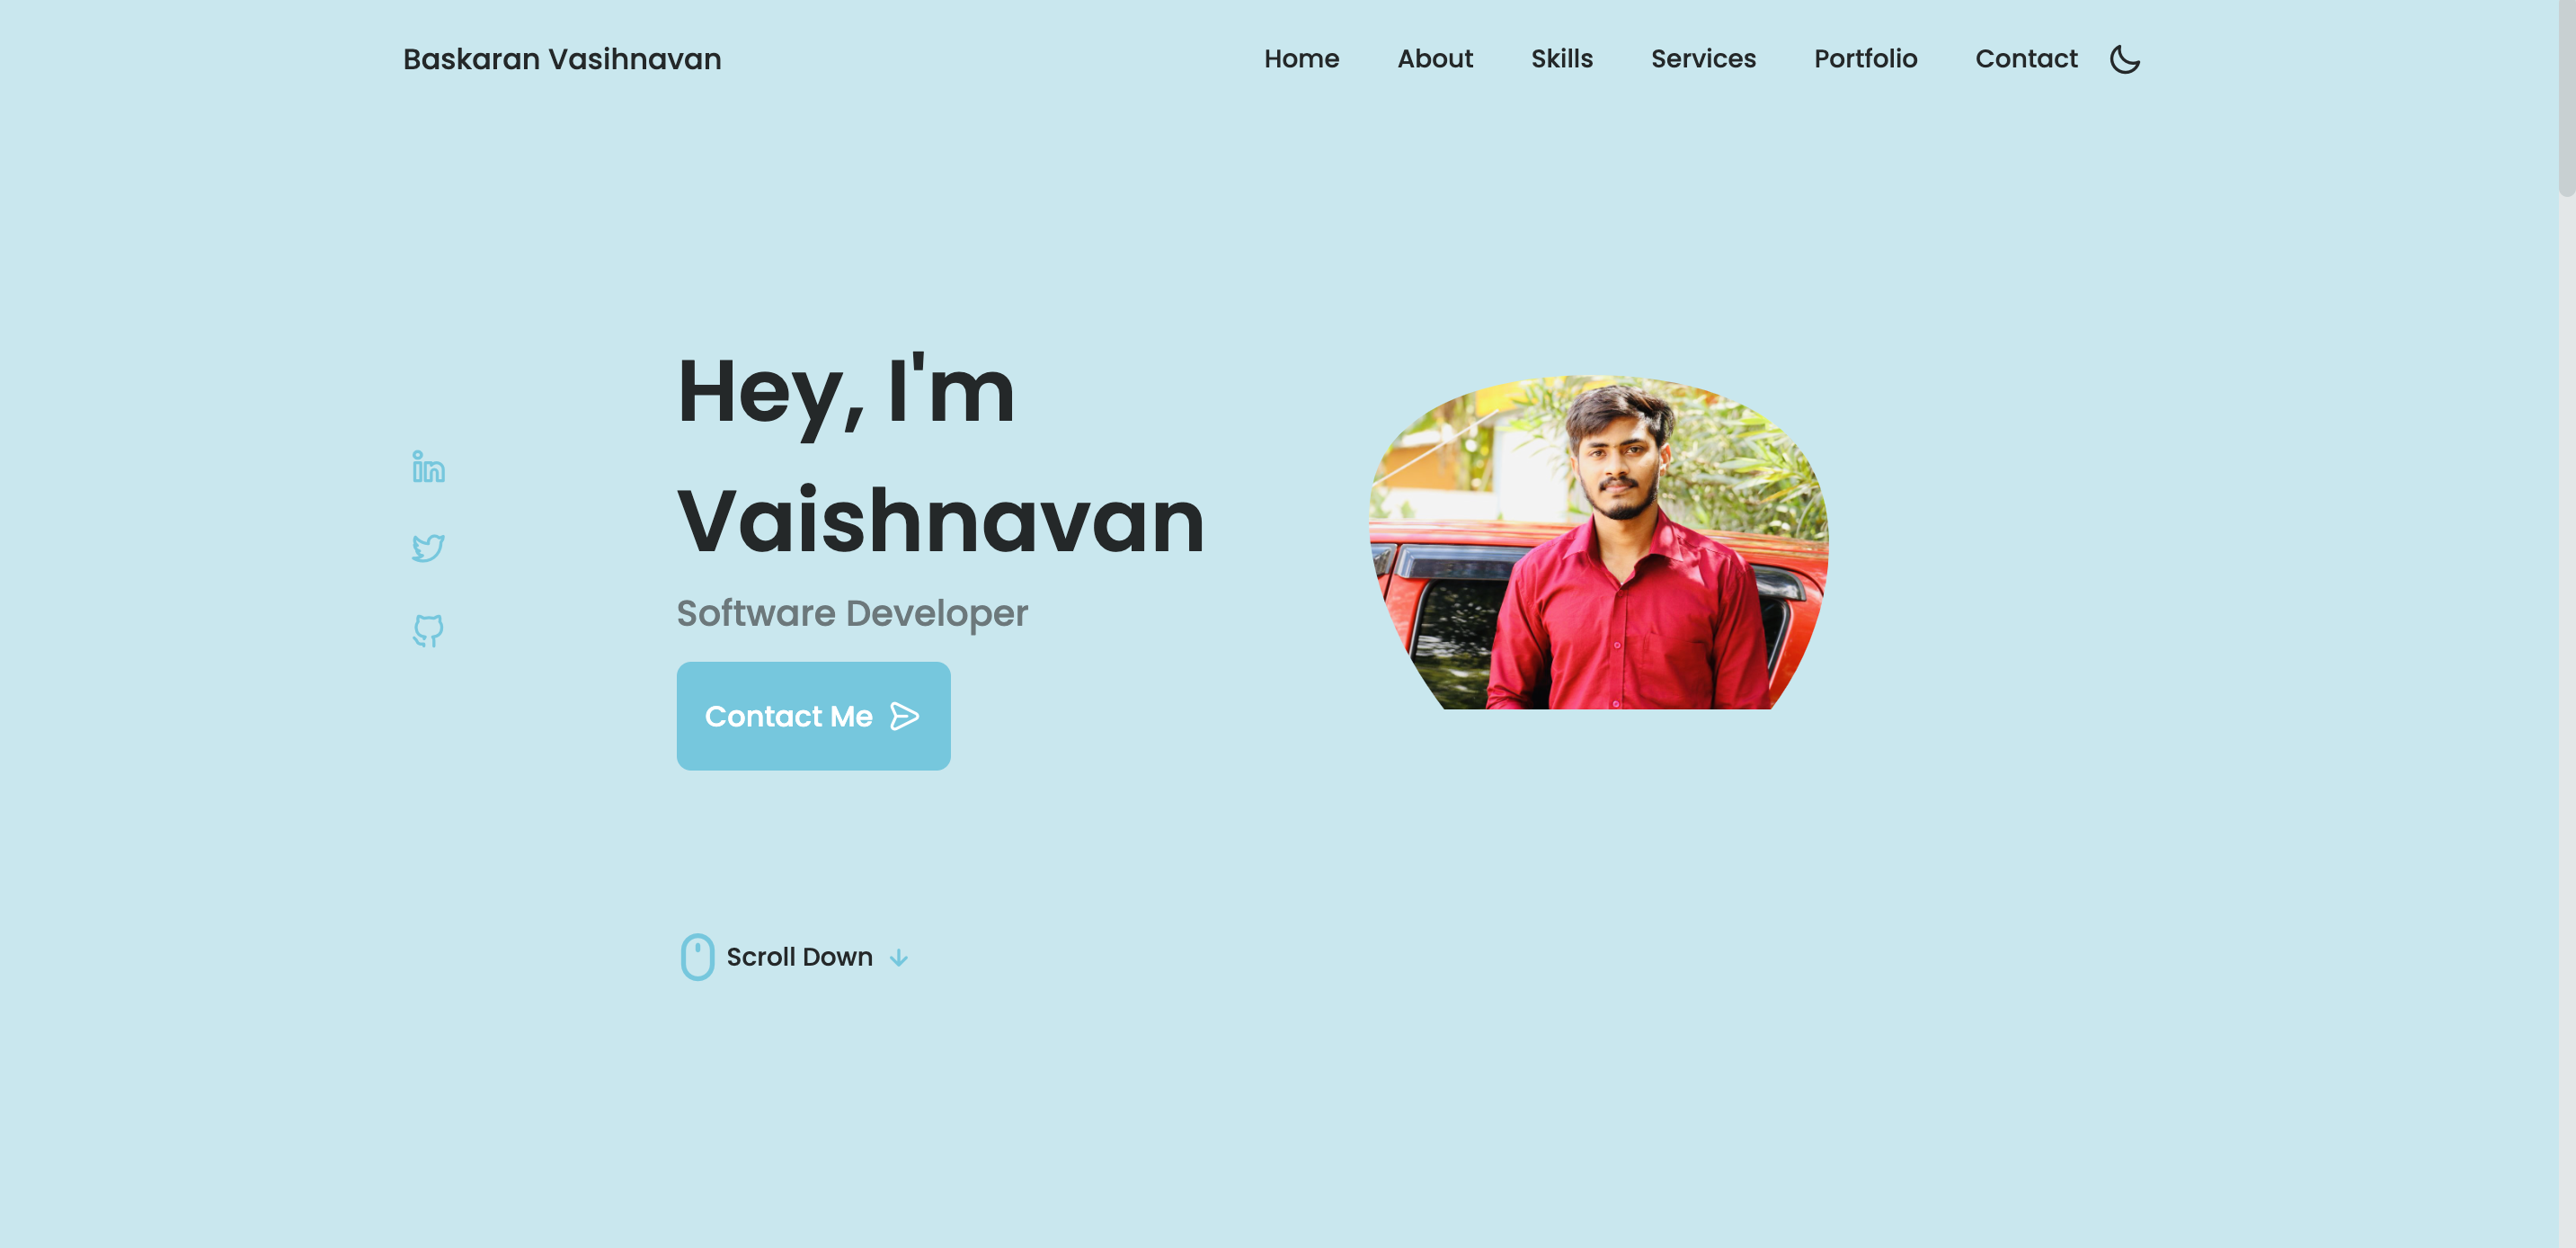 Baskaran Vasihnavan
Home About Skills Services Portfolio Contact
Hey, I'm
Vaishnavan
Software Developer
Contact Me
Scroll Down